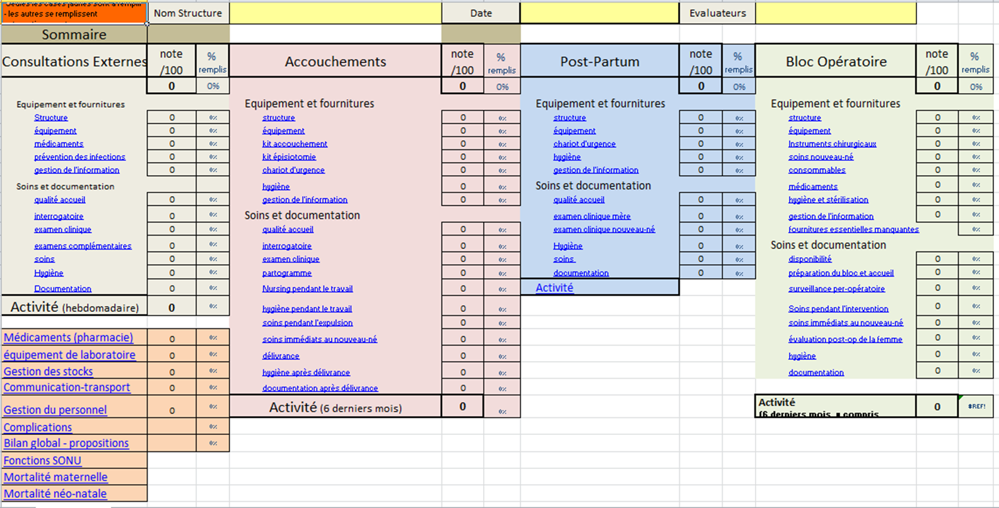 - les autres se remplissent
Nom Structure
Date
Evaluateurs
Sommaire
Consultations Externes
note
/100
%
remplis
0
0%
Equipement et fournitures
Structure 0 0%
équipement 0 0%
médicaments 0 0%
prévention des infections 0 0%
gestion de l'information 0 0%
Soins et documentation
qualité accueil 0 0%
interrogatoire 0 0%
examen clinique 0 0%
examens complémentaires 0 0%
soins 0 0%
Hygiène 0 0%
Documentation 0 0%
Activité (hebdomadaire) 0 0%
Médicaments (pharmacie) 0 0%
équipement de laboratoire 0 0%
Gestion des stocks 0 0%
Communication-transport 0 0%
Gestion du personnel 0 0%
Complications 0%
Bilan global - propositions 0%
Fonctions SONU
Mortalité maternelle
Mortalité néo-natale
Accouchements
note
/100
%
remplis
0
0%
Equipement et fournitures
structure 0 0%
équipement 0 0%
kit accouchement 0 0%
kit épisiotomie 0 0%
chariot d'urgence 0 0%
hygiène 0 0%
gestion de l'information 0 0%
Soins et documentation
qualité accueil 0 0%
interrogatoire 0 0%
examen clinique 0 0%
partogramme 0 0%
Nursing pendant le travail 0 0%
hygiène pendant le travail 0 0%
soins pendant l'expulsion 0 0%
soins immédiats au nouveau-né 0 0%
délivrance 0 0%
hygiène après délivrance 0 0%
documentation après délivrance 0 0%
Activité (6 derniers mois) 0 0%
Post-Partum
note
/100
%
remplis
0
0%
Equipement et fournitures
structure 0 0%
équipement 0 0%
chariot d'urgence 0 0%
hygiène 0 0%
gestion de l'information 0 0%
Soins et documentation
qualité accueil 0 0%
examen clinique mère 0 0%
examen clinique nouveau-né 0 0%
Hygiène 0 0%
soins 0 0%
documentation 0 0%
Activité
Bloc Opératoire
note
/100
%
remplis
0
0%
Equipement et fournitures
structure 0 0%
équipement 0 0%
Instruments chirurgicaux 0 0%
soins nouveau-né 0 0%
consommables 0 0%
médicaments 0 0%
hygiène et stérilisation 0 0%
gestion de l'information 0 0%
fournitures essentielles manquantes 0%
Soins et documentation
disponibilité 0 0%
préparation du bloc et accueil 0 0%
surveillance per-opératoire 0 0%
Soins pendant l'intervention 0 0%
soins immédiats au nouveau-né 0 0%
évaluation post-op de la femme 0 0%
hygiène 0 0%
documentation 0 0%
Activité 0 #REF!
(6 derniers mois